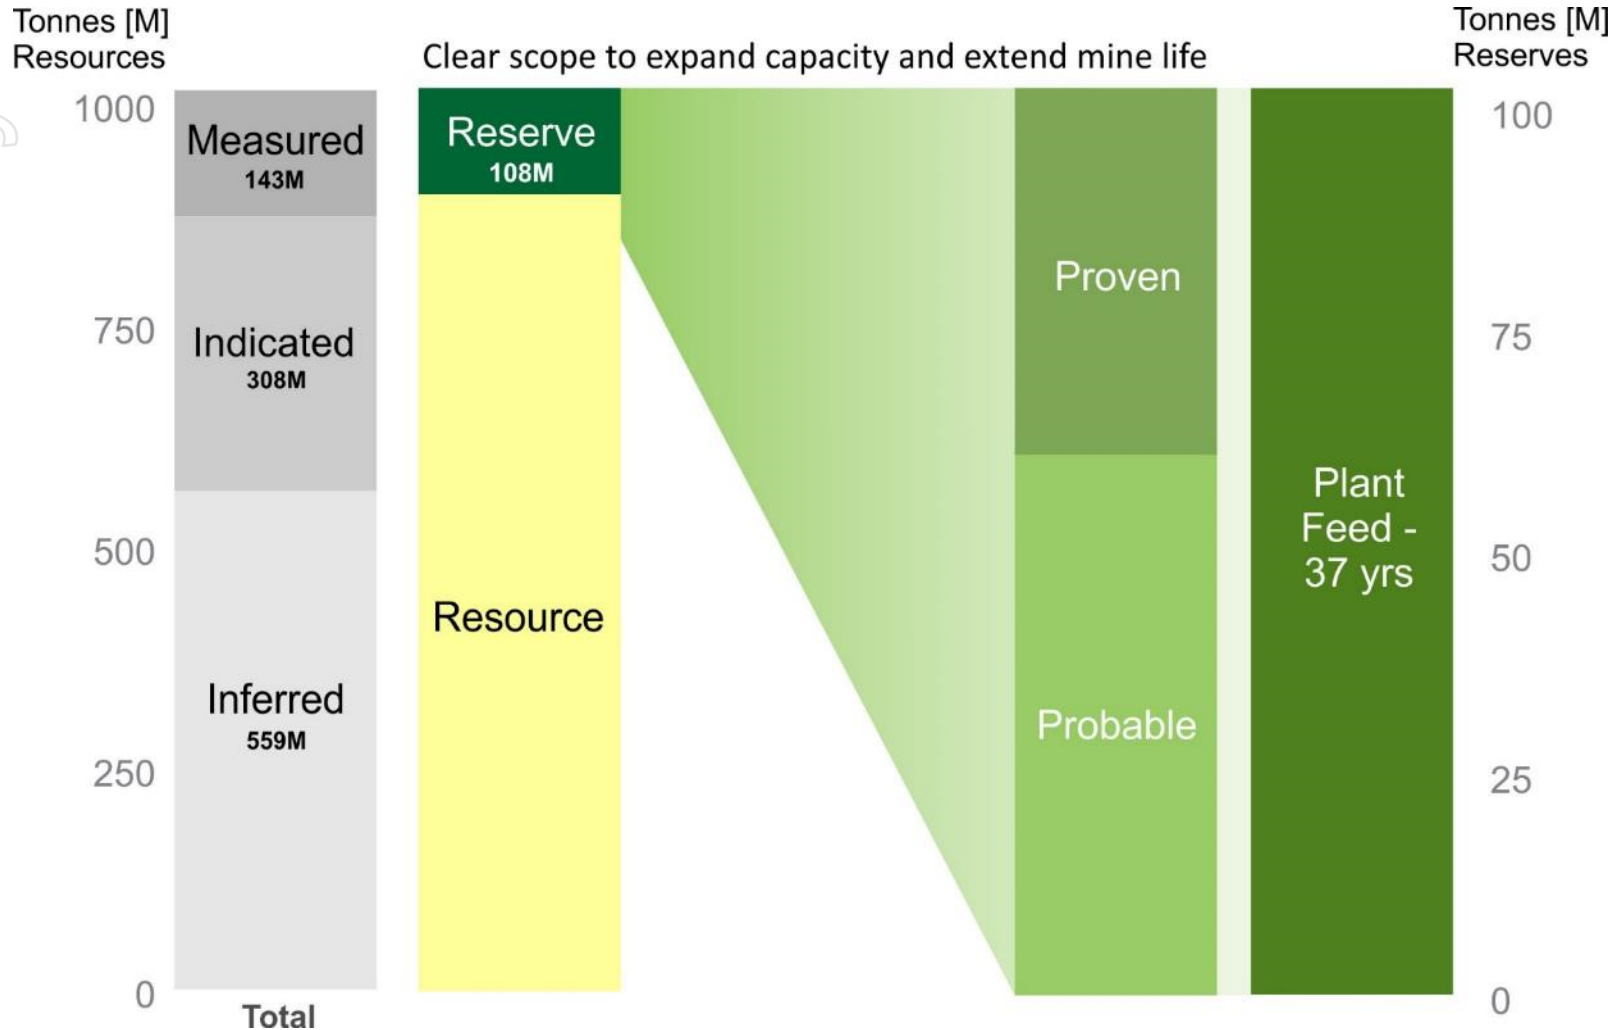 Tonnes [M]
Resources
Clear scope to expand capacity and extend mine life
Tonnes [M]
Reserves
1000
750
500
250
0
Measured
143M
Indicated
308M
Inferred
559M
Total
Reserve
108M
Resource
Proven
Probable
Plant
Feed -
37 yrs
100
75
50
25
0